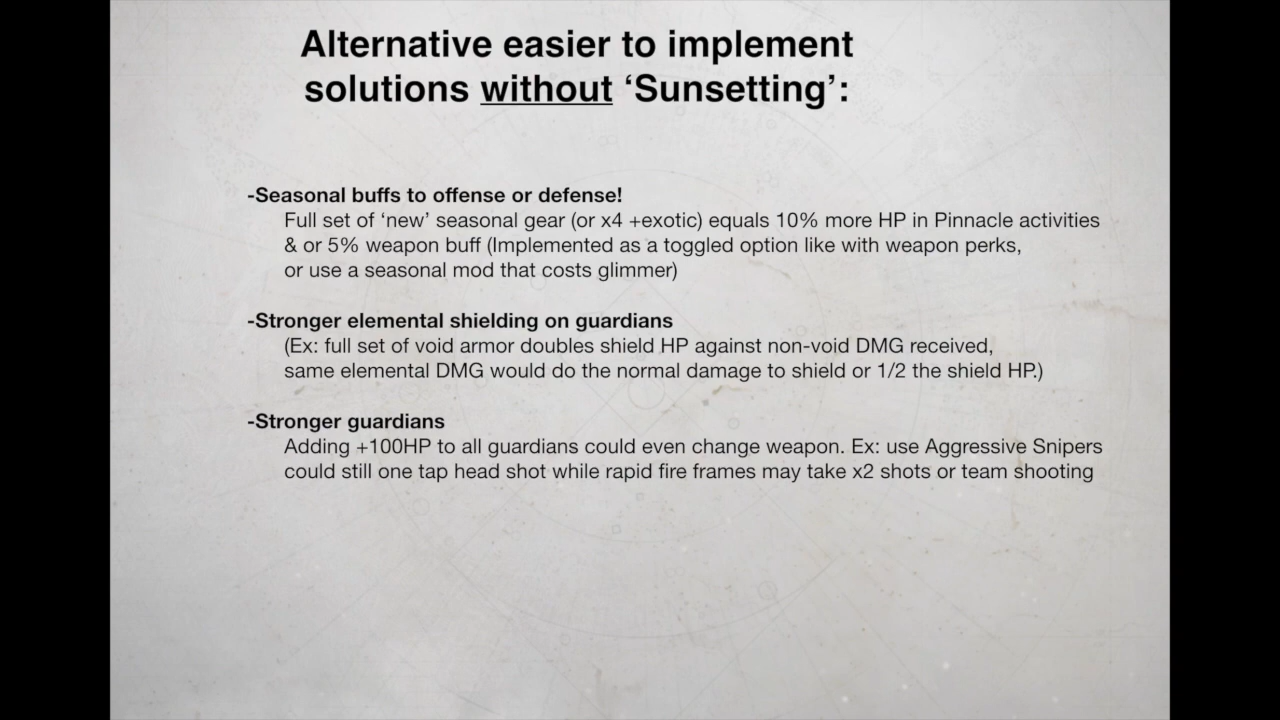 Alternative easier to implement
solutions without ‘Sunsetting’:
-Seasonal buffs to offense or defense!
Full set of ‘new’ seasonal gear (or x4 +exotic) equals 10% more HP in Pinnacle activities
& or 5% weapon buff (Implemented as a toggled option like with weapon perks,
or use a seasonal mod that costs glimmer)
-Stronger elemental shielding on guardians
(Ex: full set of void armor doubles shield HP against non-void DMG received,
same elemental DMG would do the normal damage to shield or 1/2 the shield HP.)
-Stronger guardians
Adding +100HP to all guardians could even change weapon. Ex: use Aggressive Snipers
could still one tap head shot while rapid fire frames may take x2 shots or team shooting